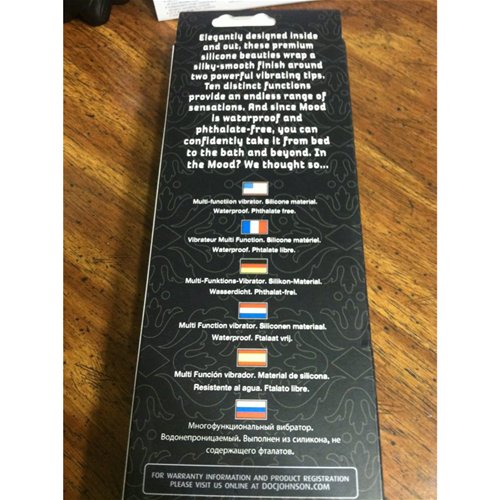 Elegantly designed inside
and out, these premium
silicone beauties wrap a
silky-smooth finish around
two powerful vibrating tips.
Ten distinct functions
provide an endless range of
sensations. And since Mood
is waterproof and
phthalate-free, you can
confidently take it from bed
to the bath and beyond. In
the Mood? We thought so...
Multi-function vibrator. Silicone material.
Waterproof. Phthalate free.
Vibrateur Multi Function. Silicone matériel.
Waterproof. Phtalate libre.
Multi-Funktions-Vibrator. Silikon-Material.
Wasserdicht. Phthalat-frei.
Multi Function vibrator. Siliconen materiaal.
Waterproof. Ftalaat vrij.
Multi Función vibrador. Material de silicona.
Resistente al agua. Ftalato libre.
Многофункциональный вибратор.
Водонепроницаемый. Выполнен из силикона, не
содержащего фталатов.
FOR WARRANTY INFORMATION AND PRODUCT REGISTRATION
PLEASE VISIT US ONLINE AT DOCJOHNSON.COM